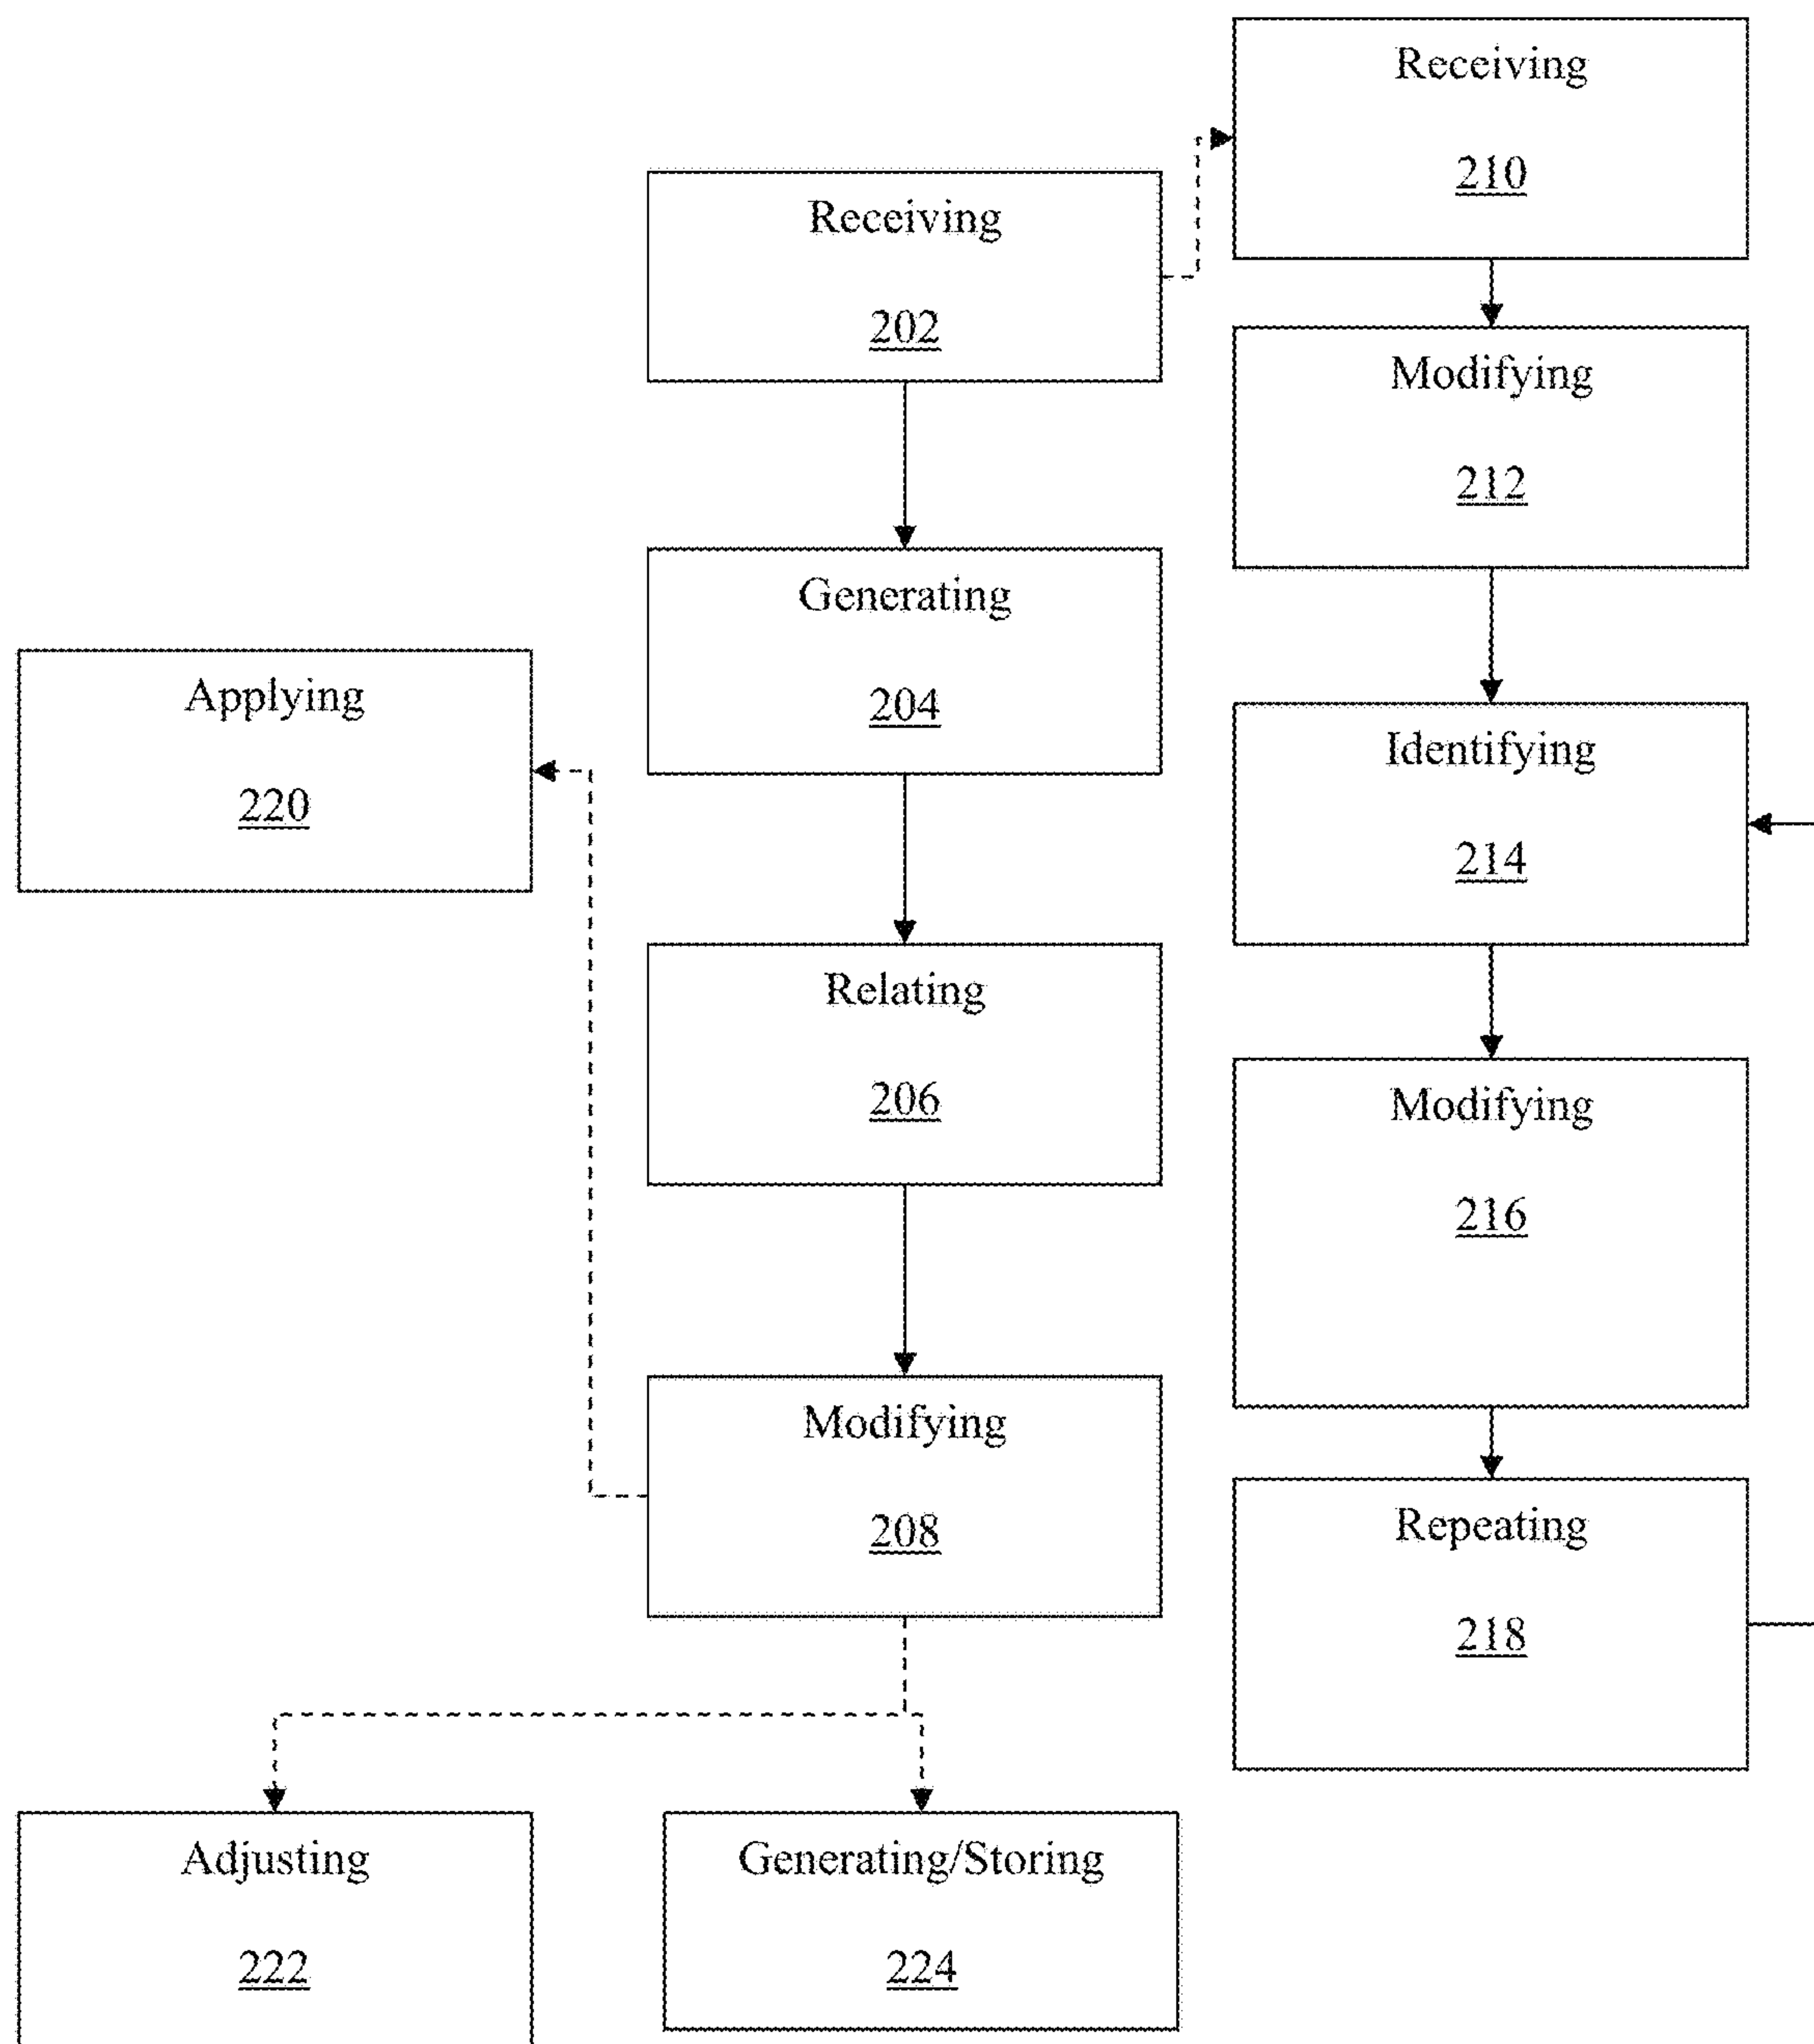 Receiving
210
Receiving
202
Modifying
212
Generating
204
Applying
220
Identifying
214
Relating
206
Modifying
216
Modifying
208
Repeating
218
Adjusting
222
Generating/Storing
224